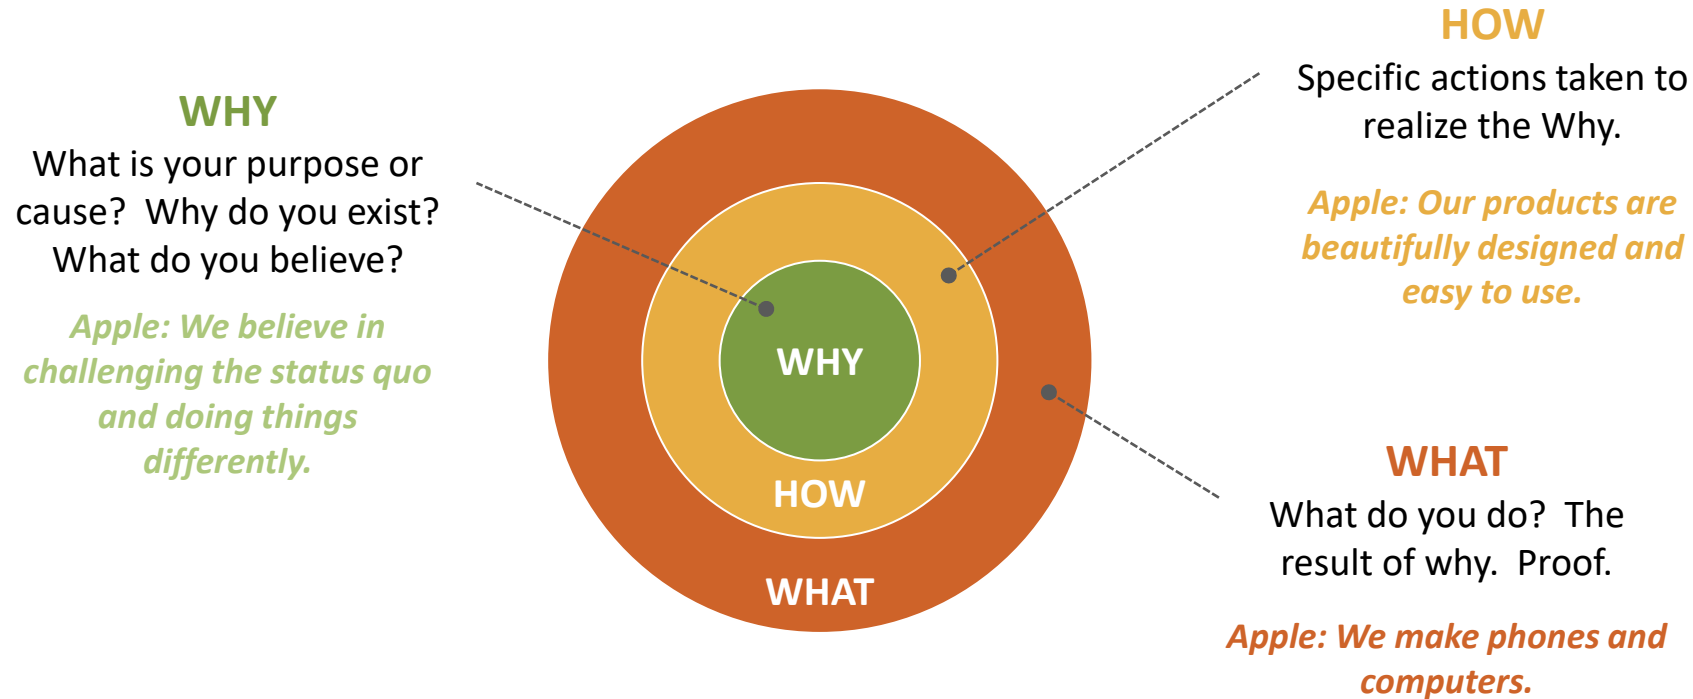 WHY
What is your purpose or
cause?  Why do you exist?
What do you believe?
Apple: We believe in
challenging the status quo
and doing things
differently.
WHY
HOW
WHAT
HOW
Specific actions taken to
realize the Why.
Apple: Our products are
beautifully designed and
easy to use.
WHAT
What do you do?  The
result of why.  Proof.
Apple: We make phones and
computers.